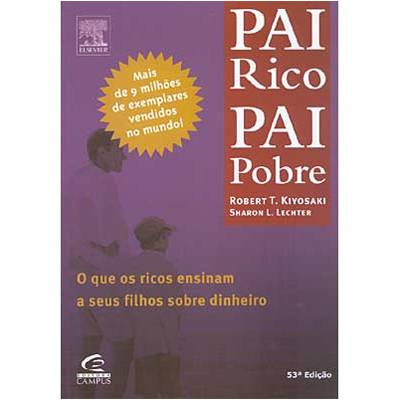 ELSEVIER
PAI
Rico
PAI
Pobre
ROBERT T. KIYOSAKI
SHARON L. LECHTER
Mais
de 9 milhões
de exemplares
vendidos
no mundo!
O que os ricos ensinam
a seus filhos sobre dinheiro
EDITORA
CAMPUS
53ª Edição